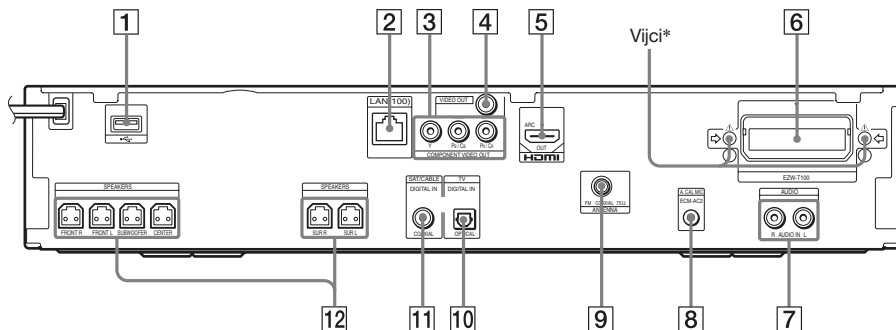 1
2
3
4
5
Vijci*
6
LAN(100)
VIDEO OUT
Y
PB / CB
PR / CR
COMPONENT VIDEO OUT
ARC
OUT
HDMI
EZW-T100
SPEAKERS
FRONT R
FRONT L
SUBWOOFER
CENTER
SPEAKERS
SUR R
SUR L
SAT/CABLE
DIGITAL IN
COAXIAL
TV
DIGITAL IN
OPTICAL
FM COAXIAL 75Ω
ANTENNA
A.CAL MIC
ECM-AC2
AUDIO
R AUDIO IN L
12
11
10
9
8
7